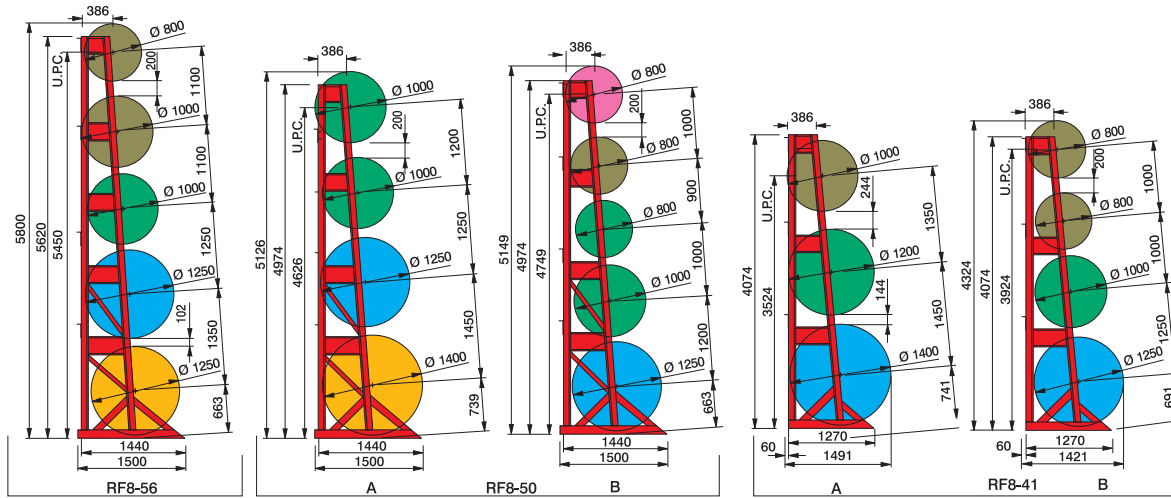 386
Ø 800
200
1100
U.P.C.
Ø 1000
1100
Ø 1000
1250
5800
5620
5450
Ø 1250
102
1350
Ø 1250
663
1440
1500
RF8-56
386
Ø 1000
200
U.P.C.
1200
Ø 1000
1250
5126
4974
4626
Ø 1250
1450
Ø 1400
739
1440
1500
A
RF8-50
386
Ø 800
200
U.P.C.
1000
Ø 800
900
Ø 800
1000
5149
4974
4749
Ø 1000
1200
Ø 1250
663
1440
1500
B
386
Ø 1000
U.P.C.
244
1350
Ø 1200
4074
3524
144
1450
Ø 1400
741
1270
60
1491
A
RF8-41
386
Ø 800
200
U.P.C.
1000
Ø 800
1000
4324
4074
3924
Ø 1000
1250
Ø 1250
691
1270
60
1421
B